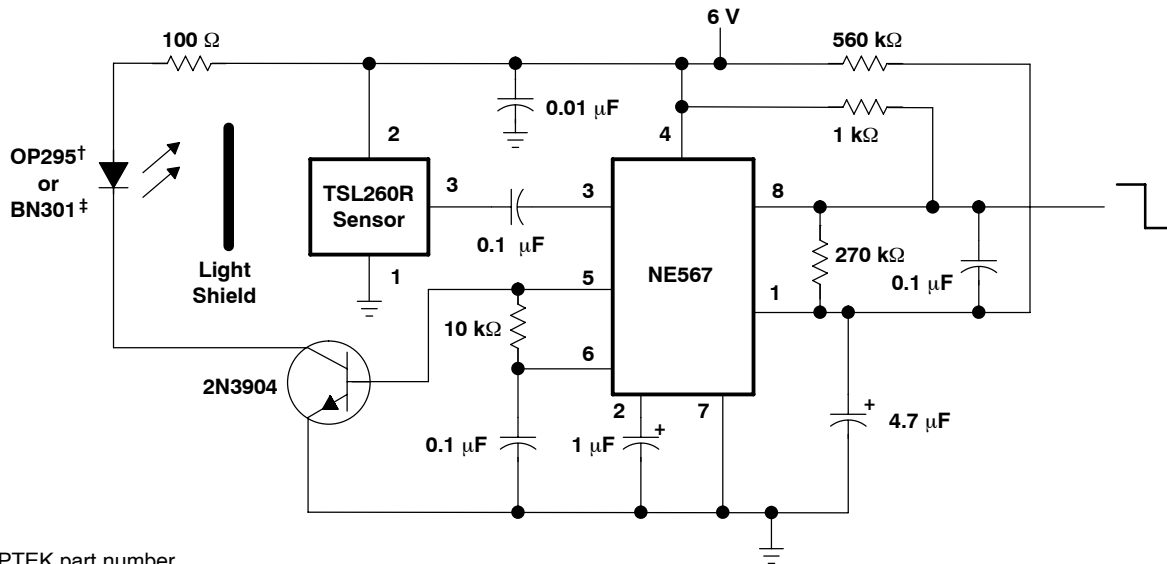 6 V
100 Ω
560 kΩ
0.01 μF
1 kΩ
2
4
OP295†
or
BN301‡
TSL260R
Sensor
3
3
8
0.1 μF
270 kΩ
0.1 μF
Light
Shield
1
NE567
5
1
10 kΩ
6
2N3904
2
7
0.1 μF
1 μF
+
+
4.7 μF
PTEK part number